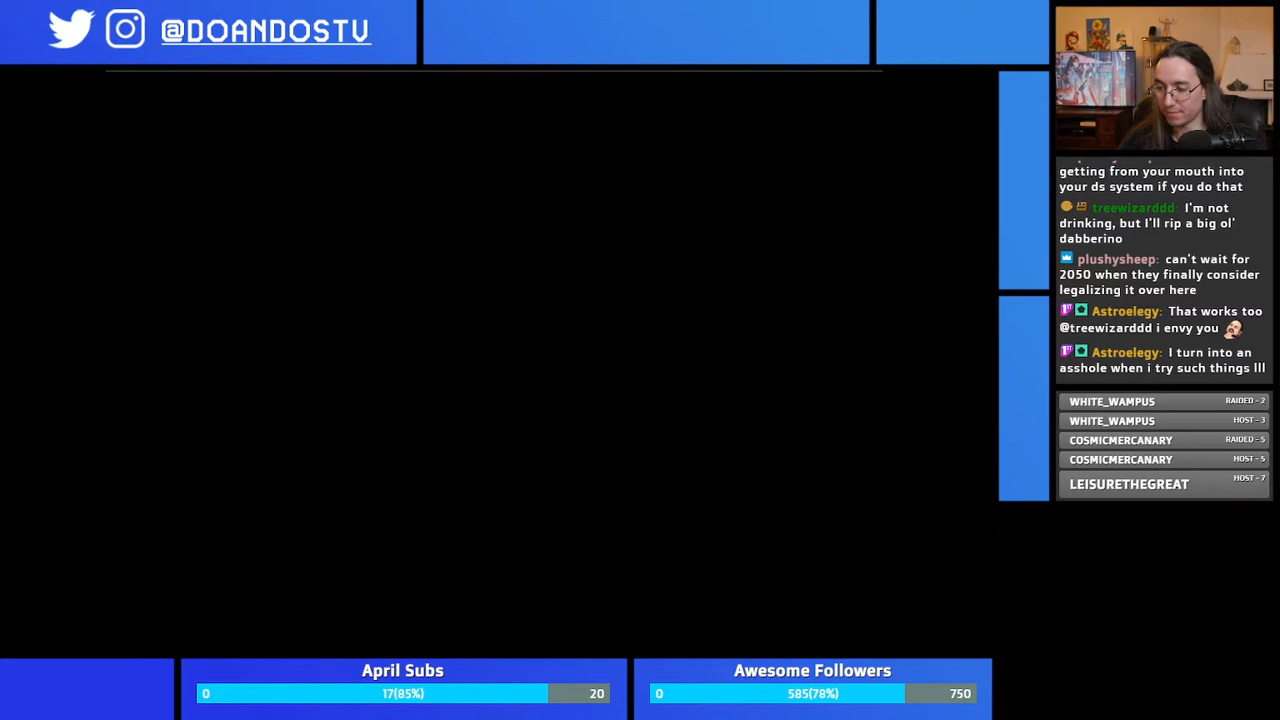 @DOANDOSTV
getting from your mouth into
your ds system if you do that
treewizarddd: I'm not
drinking, but I'll rip a big ol'
dabberino
plushysheep: can't wait for
2050 when they finally consider
legalizing it over here
Astroelegy: That works too
@treewizarddd i envy you
Astroelegy: I turn into an
asshole when i try such things lll
WHITE_WAMPUS RAIDED - 2
WHITE_WAMPUS HOST - 3
COSMICMERCANARY RAIDED - 5
COSMICMERCANARY HOST - 5
LEISURETHEGREAT HOST - 7
April Subs
0 17(85%) 20
Awesome Followers
0 585(78%) 750